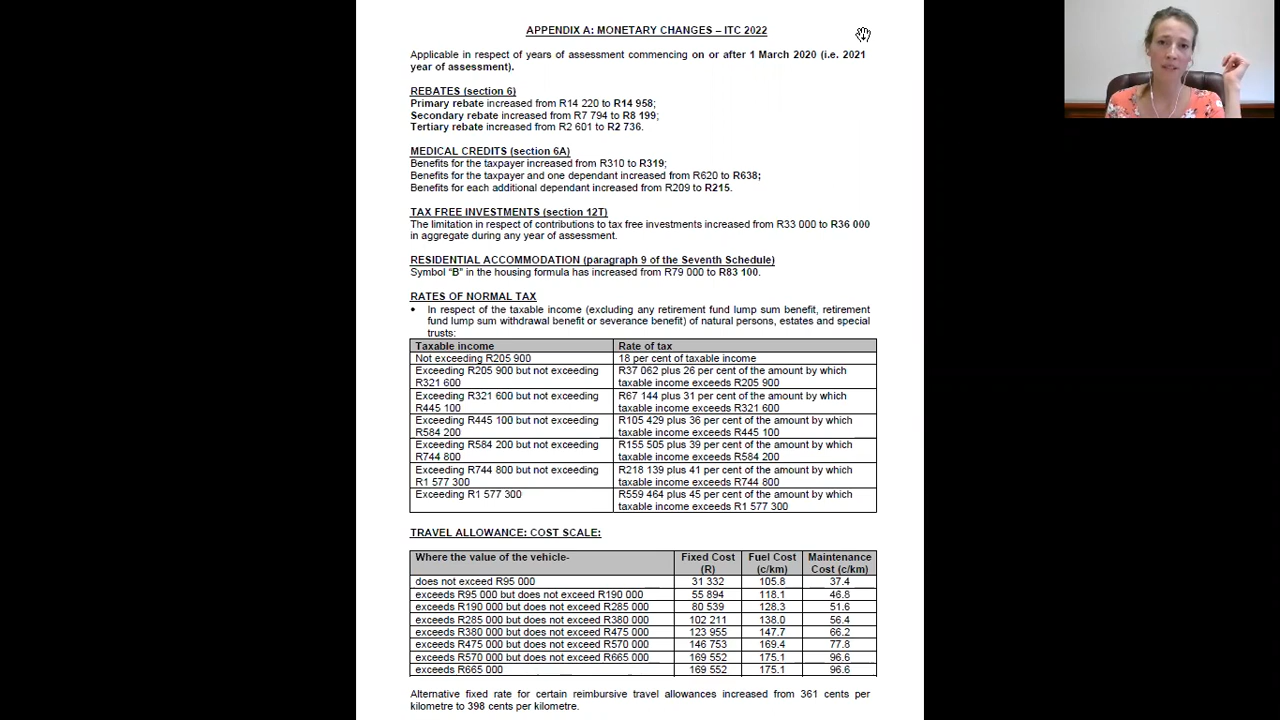 APPENDIX A: MONETARY CHANGES – ITC 2022
Applicable in respect of years of assessment commencing on or after 1 March 2020 (i.e. 2021
year of assessment).
REBATES (section 6)
Primary rebate increased from R14 220 to R14 958;
Secondary rebate increased from R7 794 to R8 199;
Tertiary rebate increased from R2 601 to R2 736.
MEDICAL CREDITS (section 6A)
Benefits for the taxpayer increased from R310 to R319;
Benefits for the taxpayer and one dependant increased from R620 to R638;
Benefits for each additional dependant increased from R209 to R215.
TAX FREE INVESTMENTS (section 12T)
The limitation in respect of contributions to tax free investments increased from R33 000 to R36 000
in aggregate during any year of assessment.
RESIDENTIAL ACCOMMODATION (paragraph 9 of the Seventh Schedule)
Symbol "B" in the housing formula has increased from R79 000 to R83 100.
RATES OF NORMAL TAX
• In respect of the taxable income (excluding any retirement fund lump sum benefit, retirement
fund lump sum withdrawal benefit or severance benefit) of natural persons, estates and special
trusts:
Taxable income Rate of tax
Not exceeding R205 900 18 per cent of taxable income
Exceeding R205 900 but not exceeding R37 062 plus 26 per cent of the amount by which
R321 600 taxable income exceeds R205 900
Exceeding R321 600 but not exceeding R67 144 plus 31 per cent of the amount by which
R445 100 taxable income exceeds R321 600
Exceeding R445 100 but not exceeding R105 429 plus 36 per cent of the amount by which
R584 200 taxable income exceeds R445 100
Exceeding R584 200 but not exceeding R155 505 plus 39 per cent of the amount by which
R744 800 taxable income exceeds R584 200
Exceeding R744 800 but not exceeding R218 139 plus 41 per cent of the amount by which
R1 577 300 taxable income exceeds R744 800
Exceeding R1 577 300 R559 464 plus 45 per cent of the amount by which
taxable income exceeds R1 577 300
TRAVEL ALLOWANCE: COST SCALE:
Where the value of the vehicle- Fixed Cost Fuel Cost Maintenance
(R) (c/km) Cost (c/km)
does not exceed R95 000 31 332 105.8 37.4
exceeds R95 000 but does not exceed R190 000 55 894 118.1 46.8
exceeds R190 000 but does not exceed R285 000 80 539 128.3 51.6
exceeds R285 000 but does not exceed R380 000 102 211 138.0 56.4
exceeds R380 000 but does not exceed R475 000 123 955 147.7 66.2
exceeds R475 000 but does not exceed R570 000 146 753 169.4 77.8
exceeds R570 000 but does not exceed R665 000 169 552 175.1 96.6
exceeds R665 000 169 552 175.1 96.6
Alternative fixed rate for certain reimbursive travel allowances increased from 361 cents per
kilometre to 398 cents per kilometre.